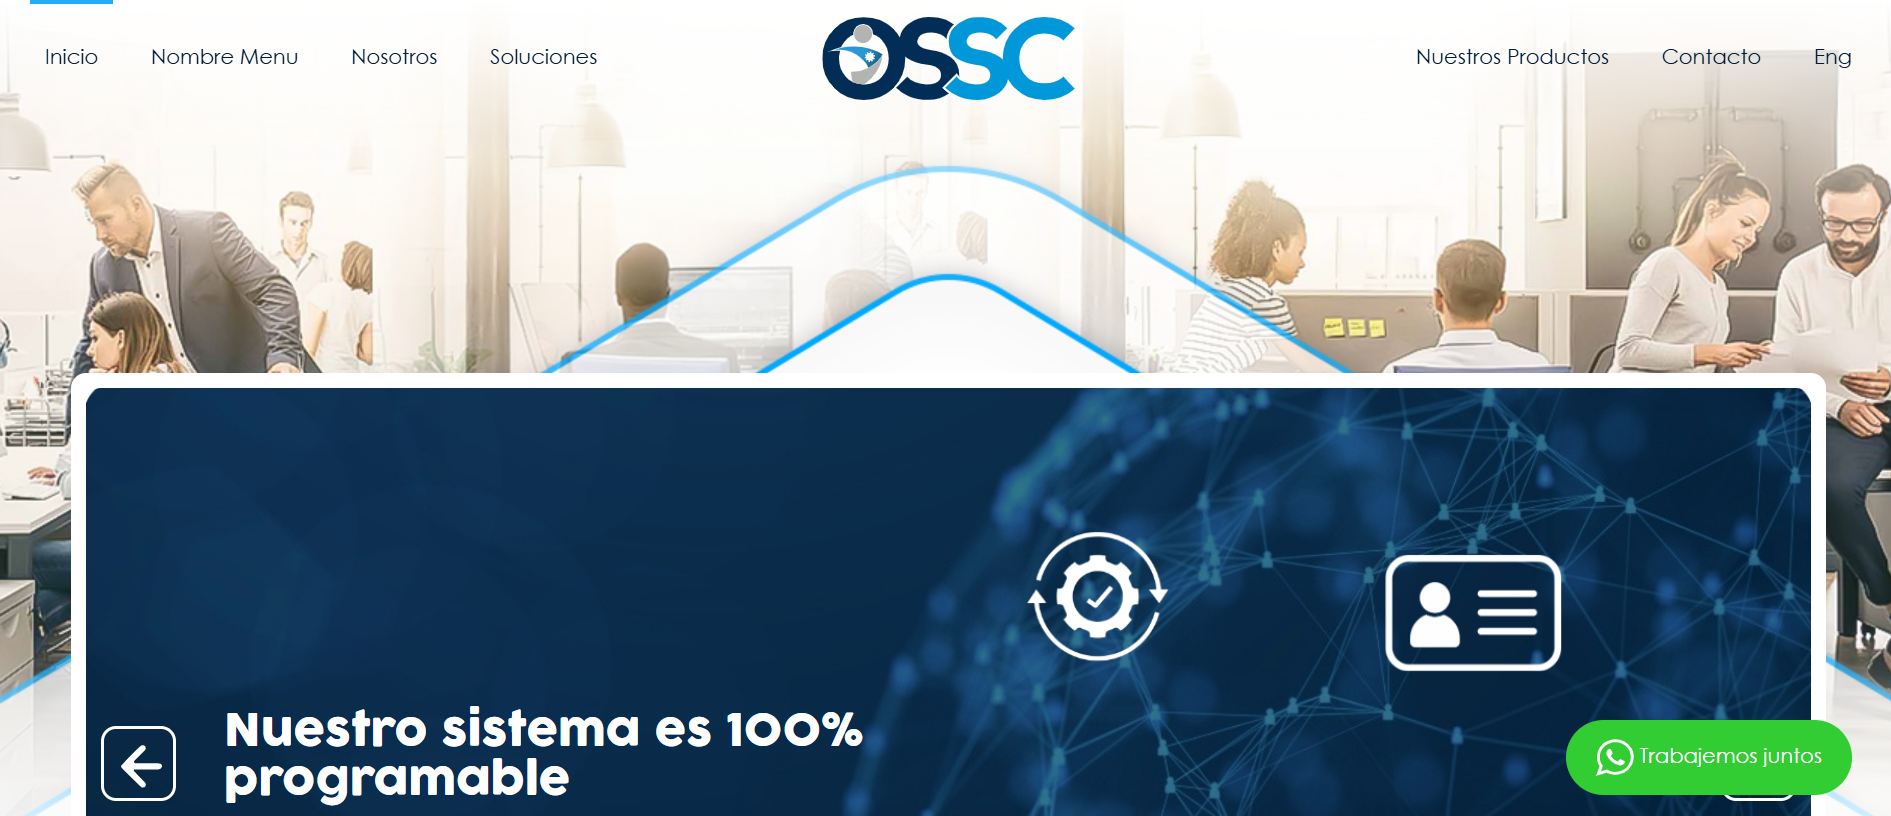 Inicio
Nombre Menu
Nosotros
Soluciones
OSSC
Nuestros Productos
Contacto
Eng
Nuestro sistema es 100%
programable
Trabajemos juntos